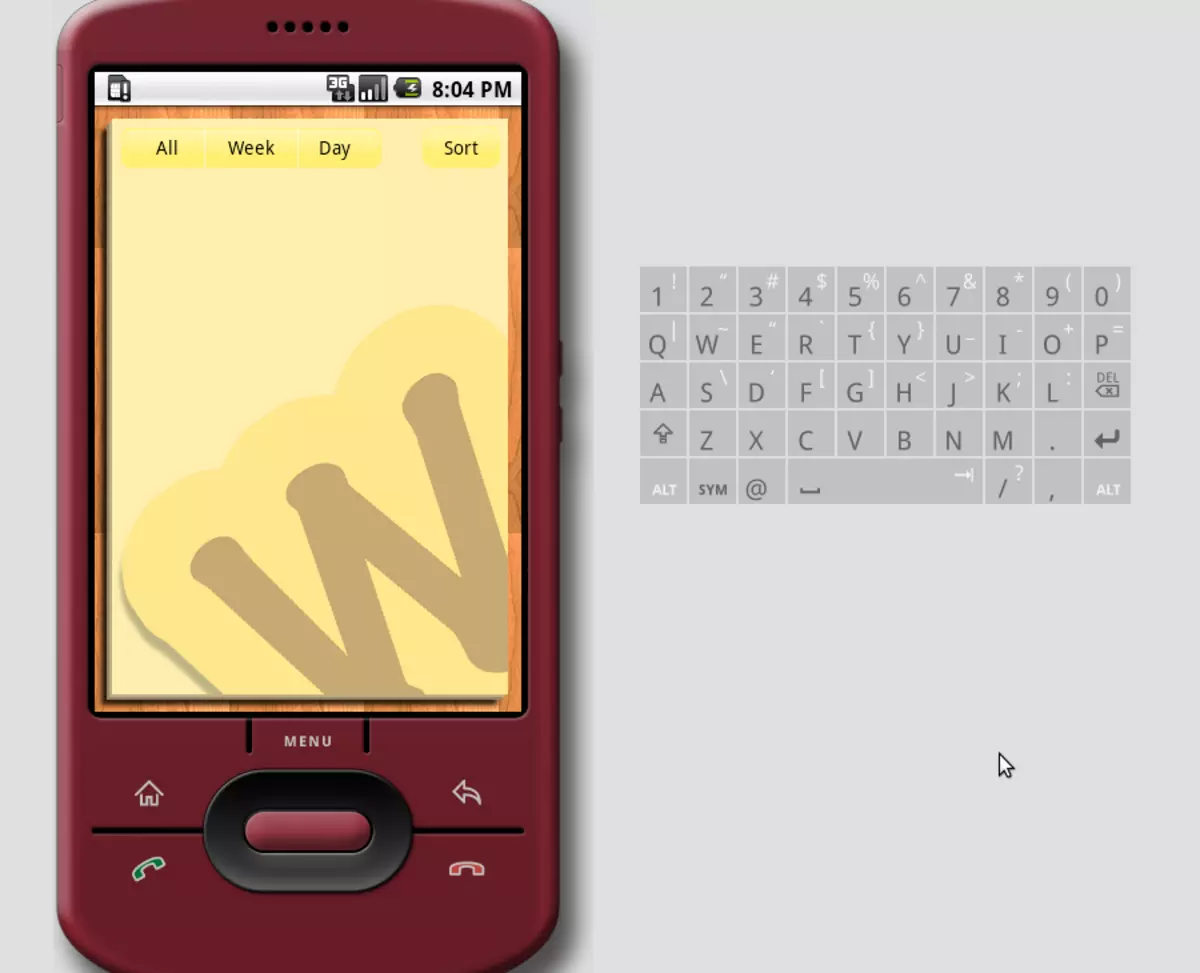 3G 8:04 PM
All Week Day Sort
W
MENU
1 ! 2 “ 3 # 4 $ 5 % 6 ^ 7 & 8 * 9 ( 0 )
Q | W ~ E “ R ` T { Y } U _ I - O + P =
A S \ D ‘ F [ G ] H < J > K ; L : DEL
Z X C V B N M .
ALT SYM @ / ? , ALT